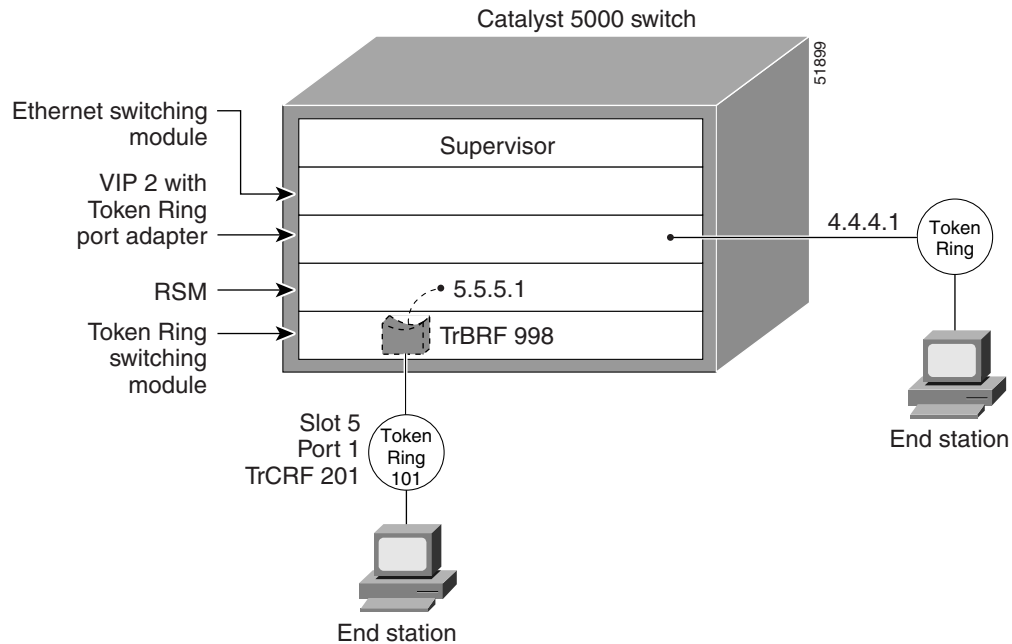 Catalyst 5000 switch
51899
Ethernet switching
module
Supervisor
VIP 2 with
Token Ring
port adapter
4.4.4.1
Token
Ring
RSM
5.5.5.1
Token Ring
switching
module
TrBRF 998
Slot 5
Port 1
TrCRF 201
Token
Ring
101
End station
End station